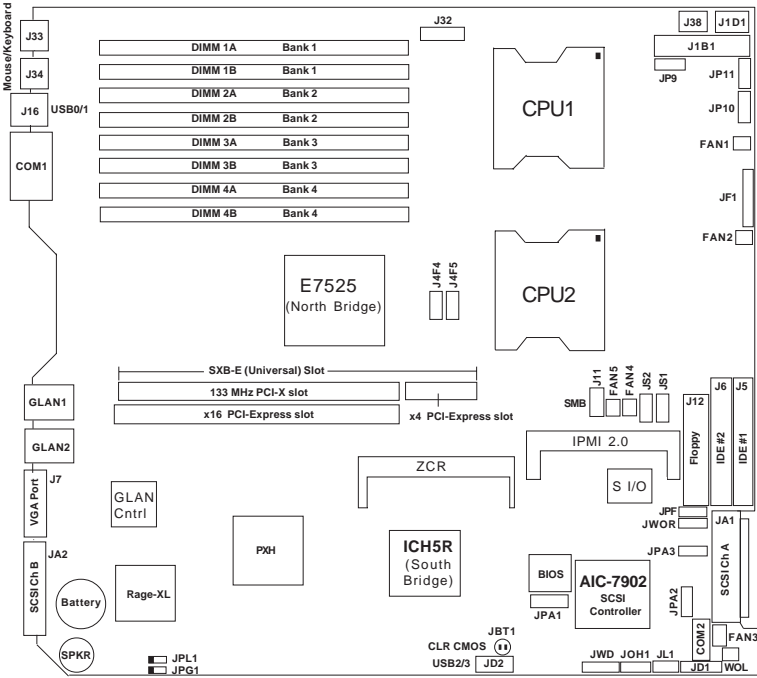 Mouse/Keyboard
J33
J34
J16
USB0/1
COM1
J32
J38
J1D1
J1B1
JP9
JP11
JP10
FAN1
JF1
FAN2
DIMM 1A Bank 1
DIMM 1B Bank 1
DIMM 2A Bank 2
DIMM 2B Bank 2
DIMM 3A Bank 3
DIMM 3B Bank 3
DIMM 4A Bank 4
DIMM 4B Bank 4
CPU1
CPU2
E7525
(North Bridge)
J4F4
J4F5
SXB-E (Universal) Slot
133 MHz PCI-X slot
x16 PCI-Express slot
x4 PCI-Express slot
SMB
J11
FAN5
FAN4
JS2
JS1
J12
Floppy
J6
IDE #2
J5
IDE #1
GLAN1
GLAN2
J7
VGA Port
JA2
SCSI Ch B
GLAN
Cntrl
ZCR
IPMI 2.0
S I/O
JPF
JWOR
JPA3
JA1
SCSI Ch A
PXH
ICH5R
(South
Bridge)
BIOS
JPA1
AIC-7902
SCSI
Controller
JPA2
COM2
FAN3
WOL
Battery
Rage-XL
SPKR
JPL1
JPG1
JBT1
CLR CMOS
USB2/3
JD2
JWD
JOH1
JL1
JD1